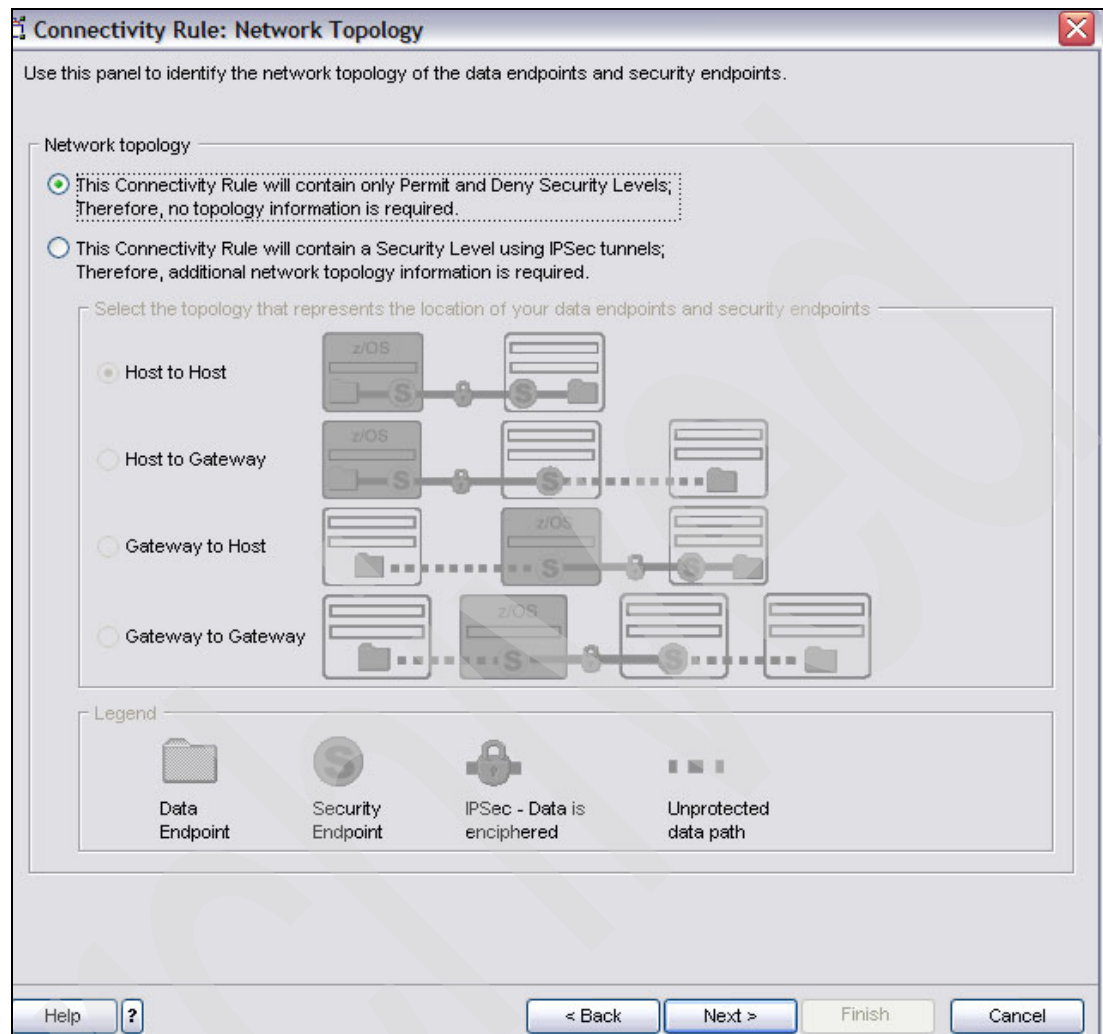 Connectivity Rule: Network Topology
Use this panel to identify the network topology of the data endpoints and security endpoints.
Network topology
This Connectivity Rule will contain only Permit and Deny Security Levels;
Therefore, no topology information is required.
This Connectivity Rule will contain a Security Level using IPSec tunnels;
Therefore, additional network topology information is required.
Select the topology that represents the location of your data endpoints and security endpoints
Host to Host
z/OS
S
S
Host to Gateway
z/OS
S
S
Gateway to Host
z/OS
S
S
Gateway to Gateway
z/OS
S
S
Legend
S
Data
Endpoint
Security
Endpoint
IPSec - Data is
enciphered
Unprotected
data path
Help
?
< Back
Next >
Finish
Cancel